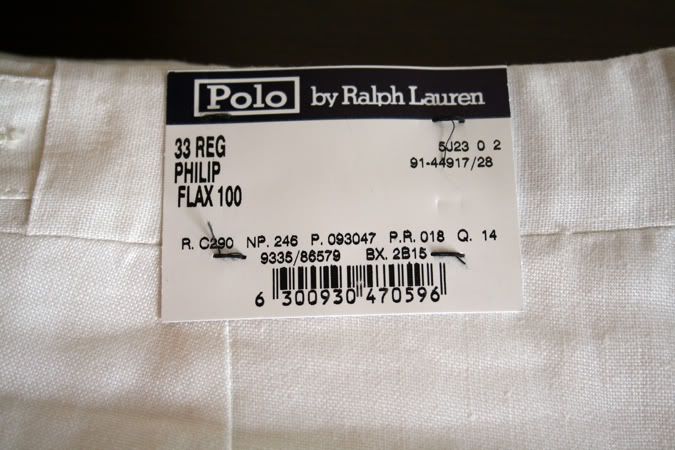 Polo by Ralph Lauren
33 REG
PHILIP
FLAX 100
5J23 0 2
91-44917/28
R. C290 NP. 246 P. 093047 P.R. 018 Q. 14
9335/86579 BX. 2B15
6 300930 470596